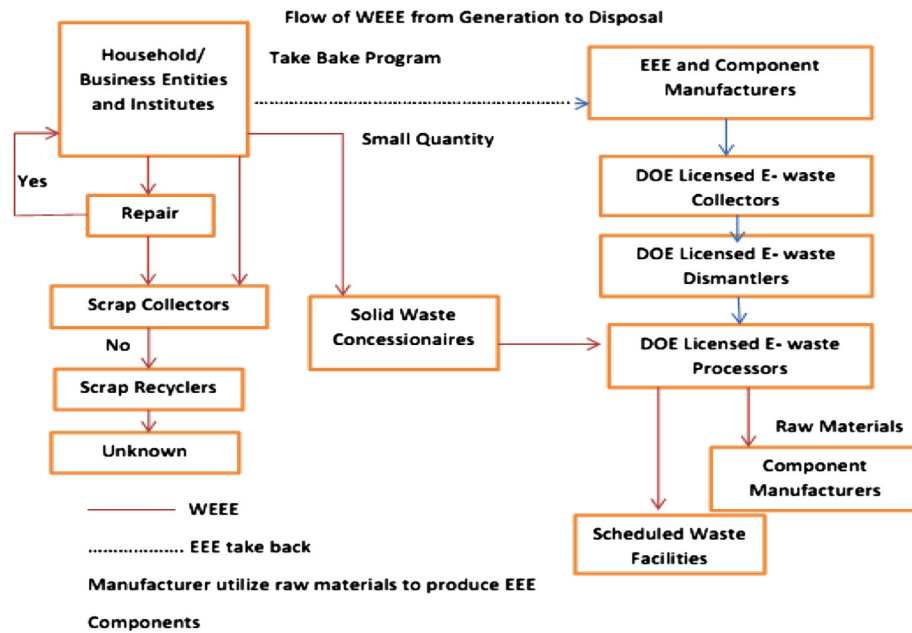 Flow of WEEE from Generation to Disposal
Household/
Business Entities
and Institutes
Take Bake Program
EEE and Component
Manufacturers
Small Quantity
Yes
Repair
DOE Licensed E- waste
Collectors
DOE Licensed E- waste
Dismantlers
Scrap Collectors
Solid Waste
Concessionaires
DOE Licensed E- waste
Processors
No
Scrap Recyclers
Unknown
Raw Materials
Component
Manufacturers
Scheduled Waste
Facilities
WEEE
EEE take back
Manufacturer utilize raw materials to produce EEE
Components